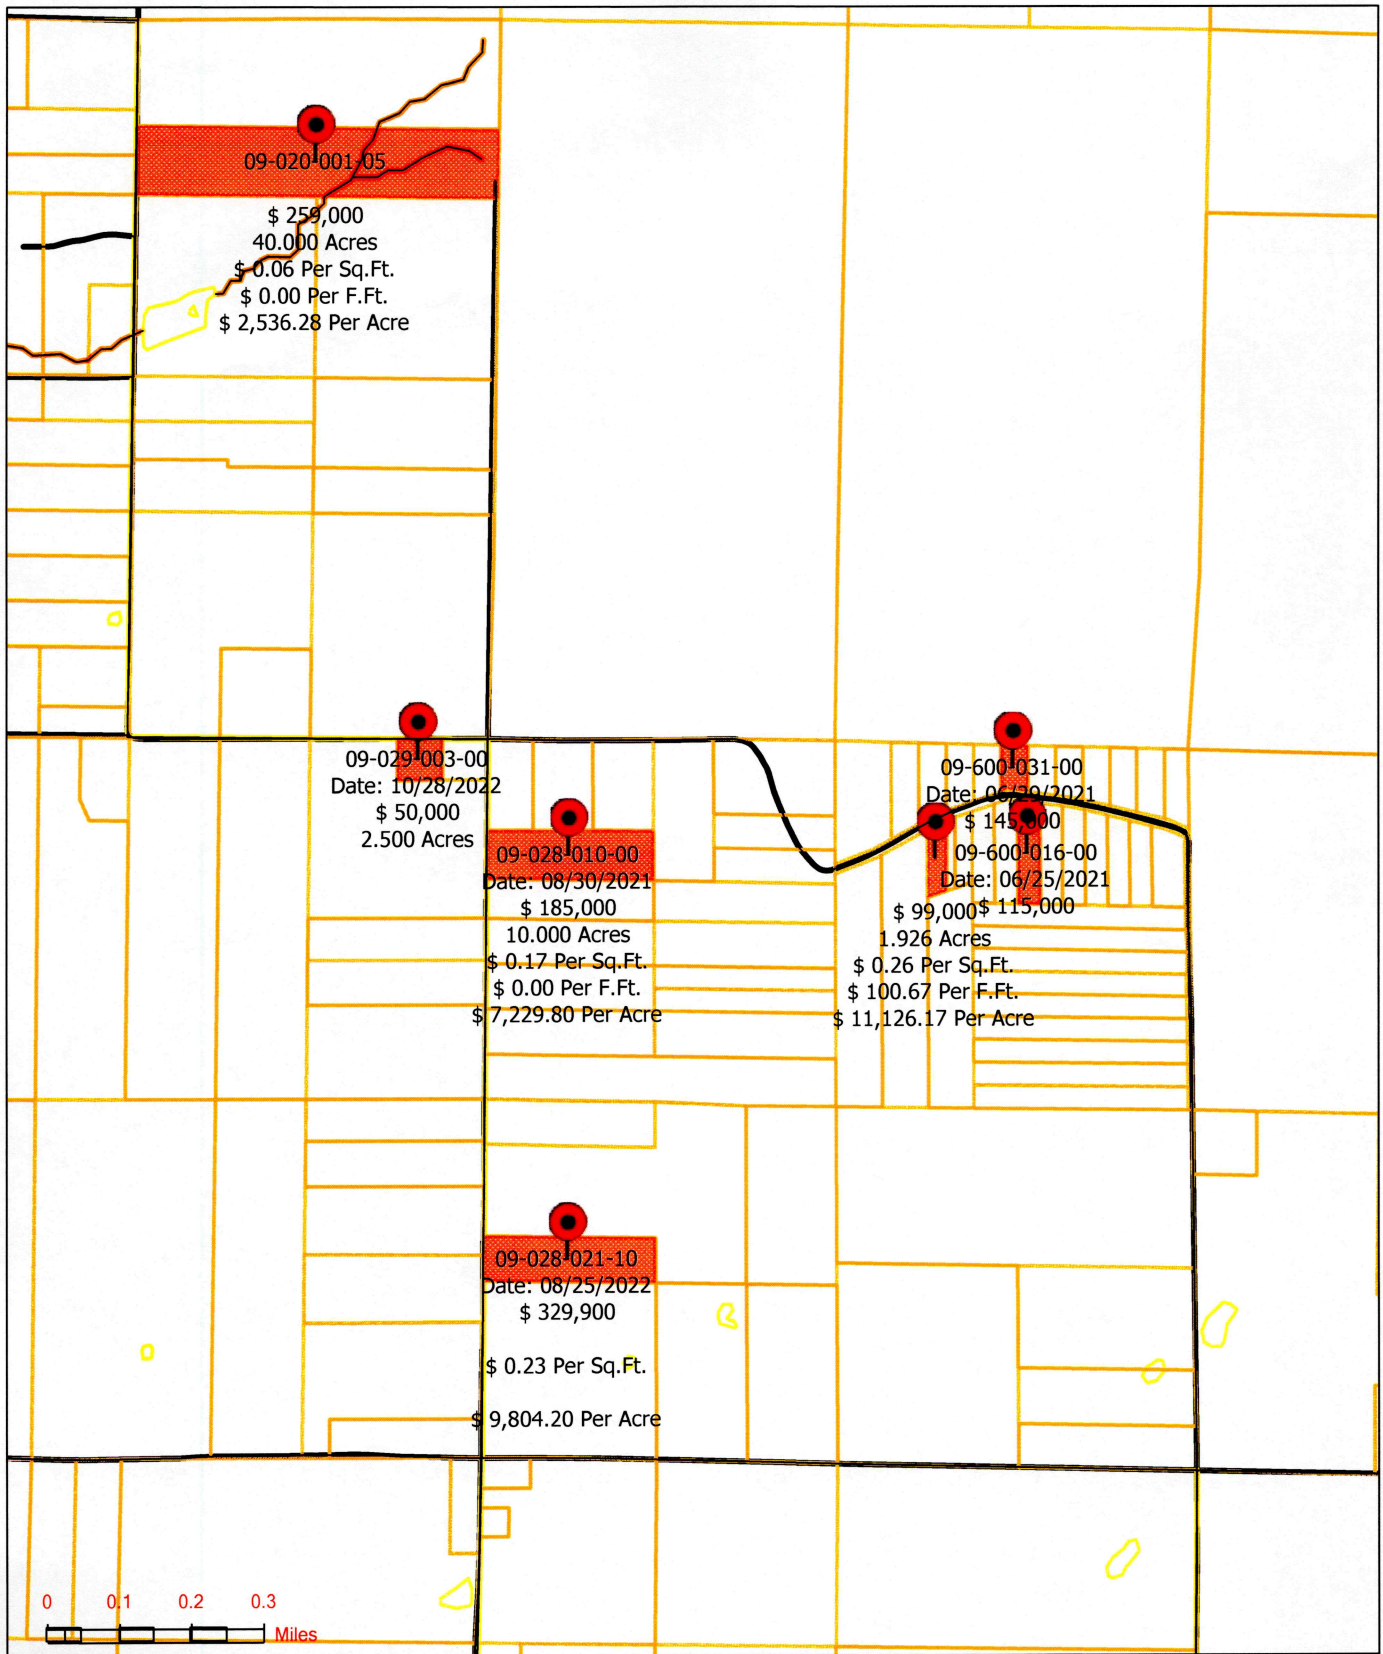 09-020-001-05
$ 259,000
40.000 Acres
$ 0.06 Per Sq.Ft.
$ 0.00 Per F.Ft.
$ 2,536.28 Per Acre
09-029-003-00
Date: 10/28/2022
$ 50,000
2.500 Acres
09-028-010-00
Date: 08/30/2021
$ 185,000
10.000 Acres
$ 0.17 Per Sq.Ft.
$ 0.00 Per F.Ft.
$ 7,229.80 Per Acre
09-600-031-00
Date: 06/29/2021
$ 145,000
09-600-016-00
Date: 06/25/2021
$ 115,000
$ 99,000
1.926 Acres
$ 0.26 Per Sq.Ft.
$ 100.67 Per F.Ft.
$ 11,126.17 Per Acre
09-028-021-10
Date: 08/25/2022
$ 329,900
$ 0.23 Per Sq.Ft.
$ 9,804.20 Per Acre
0 0.1 0.2 0.3
Miles